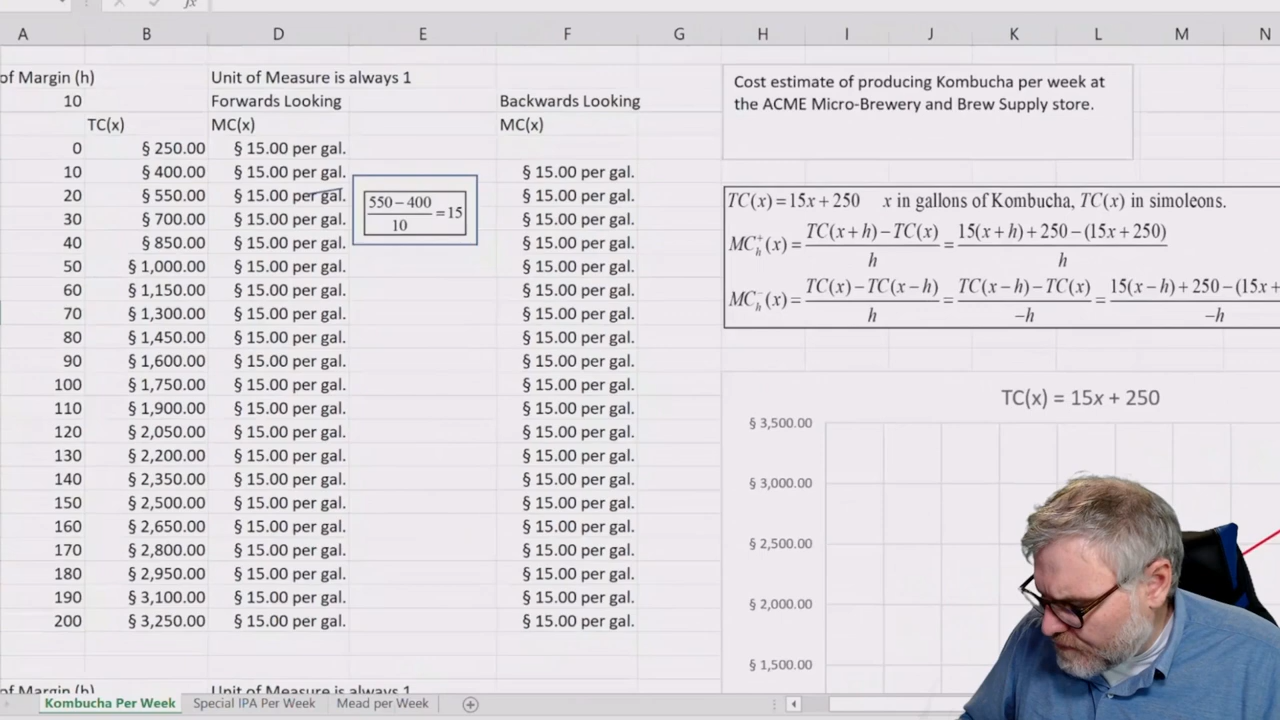 A B D E F G H I J K L M N
of Margin (h) Unit of Measure is always 1
10 Forwards Looking Backwards Looking
TC(x) MC(x) MC(x)
0 § 250.00 § 15.00 per gal.
10 § 400.00 § 15.00 per gal. § 15.00 per gal.
20 § 550.00 § 15.00 per gal. § 15.00 per gal.
30 § 700.00 § 15.00 per gal. § 15.00 per gal.
40 § 850.00 § 15.00 per gal. § 15.00 per gal.
50 § 1,000.00 § 15.00 per gal. § 15.00 per gal.
60 § 1,150.00 § 15.00 per gal. § 15.00 per gal.
70 § 1,300.00 § 15.00 per gal. § 15.00 per gal.
80 § 1,450.00 § 15.00 per gal. § 15.00 per gal.
90 § 1,600.00 § 15.00 per gal. § 15.00 per gal.
100 § 1,750.00 § 15.00 per gal. § 15.00 per gal.
110 § 1,900.00 § 15.00 per gal. § 15.00 per gal.
120 § 2,050.00 § 15.00 per gal. § 15.00 per gal.
130 § 2,200.00 § 15.00 per gal. § 15.00 per gal.
140 § 2,350.00 § 15.00 per gal. § 15.00 per gal.
150 § 2,500.00 § 15.00 per gal. § 15.00 per gal.
160 § 2,650.00 § 15.00 per gal. § 15.00 per gal.
170 § 2,800.00 § 15.00 per gal. § 15.00 per gal.
180 § 2,950.00 § 15.00 per gal. § 15.00 per gal.
190 § 3,100.00 § 15.00 per gal. § 15.00 per gal.
200 § 3,250.00 § 15.00 per gal. § 15.00 per gal.
550 − 400
= 15
10
Cost estimate of producing Kombucha per week at
the ACME Micro-Brewery and Brew Supply store.
TC(x) = 15x + 250 x in gallons of Kombucha, TC(x) in simoleons.
MC_h^+(x) = (TC(x+h) − TC(x))/h = (15(x+h) + 250 − (15x + 250))/h
MC_h^-(x) = (TC(x) − TC(x−h))/h = (TC(x−h) − TC(x))/−h = (15(x−h) + 250 − (15x +/−h
TC(x) = 15x + 250
§ 3,500.00
§ 3,000.00
§ 2,500.00
§ 2,000.00
§ 1,500.00
of Margin (h) Unit of Measure is always 1
Kombucha Per Week Special IPA Per Week Mead per Week